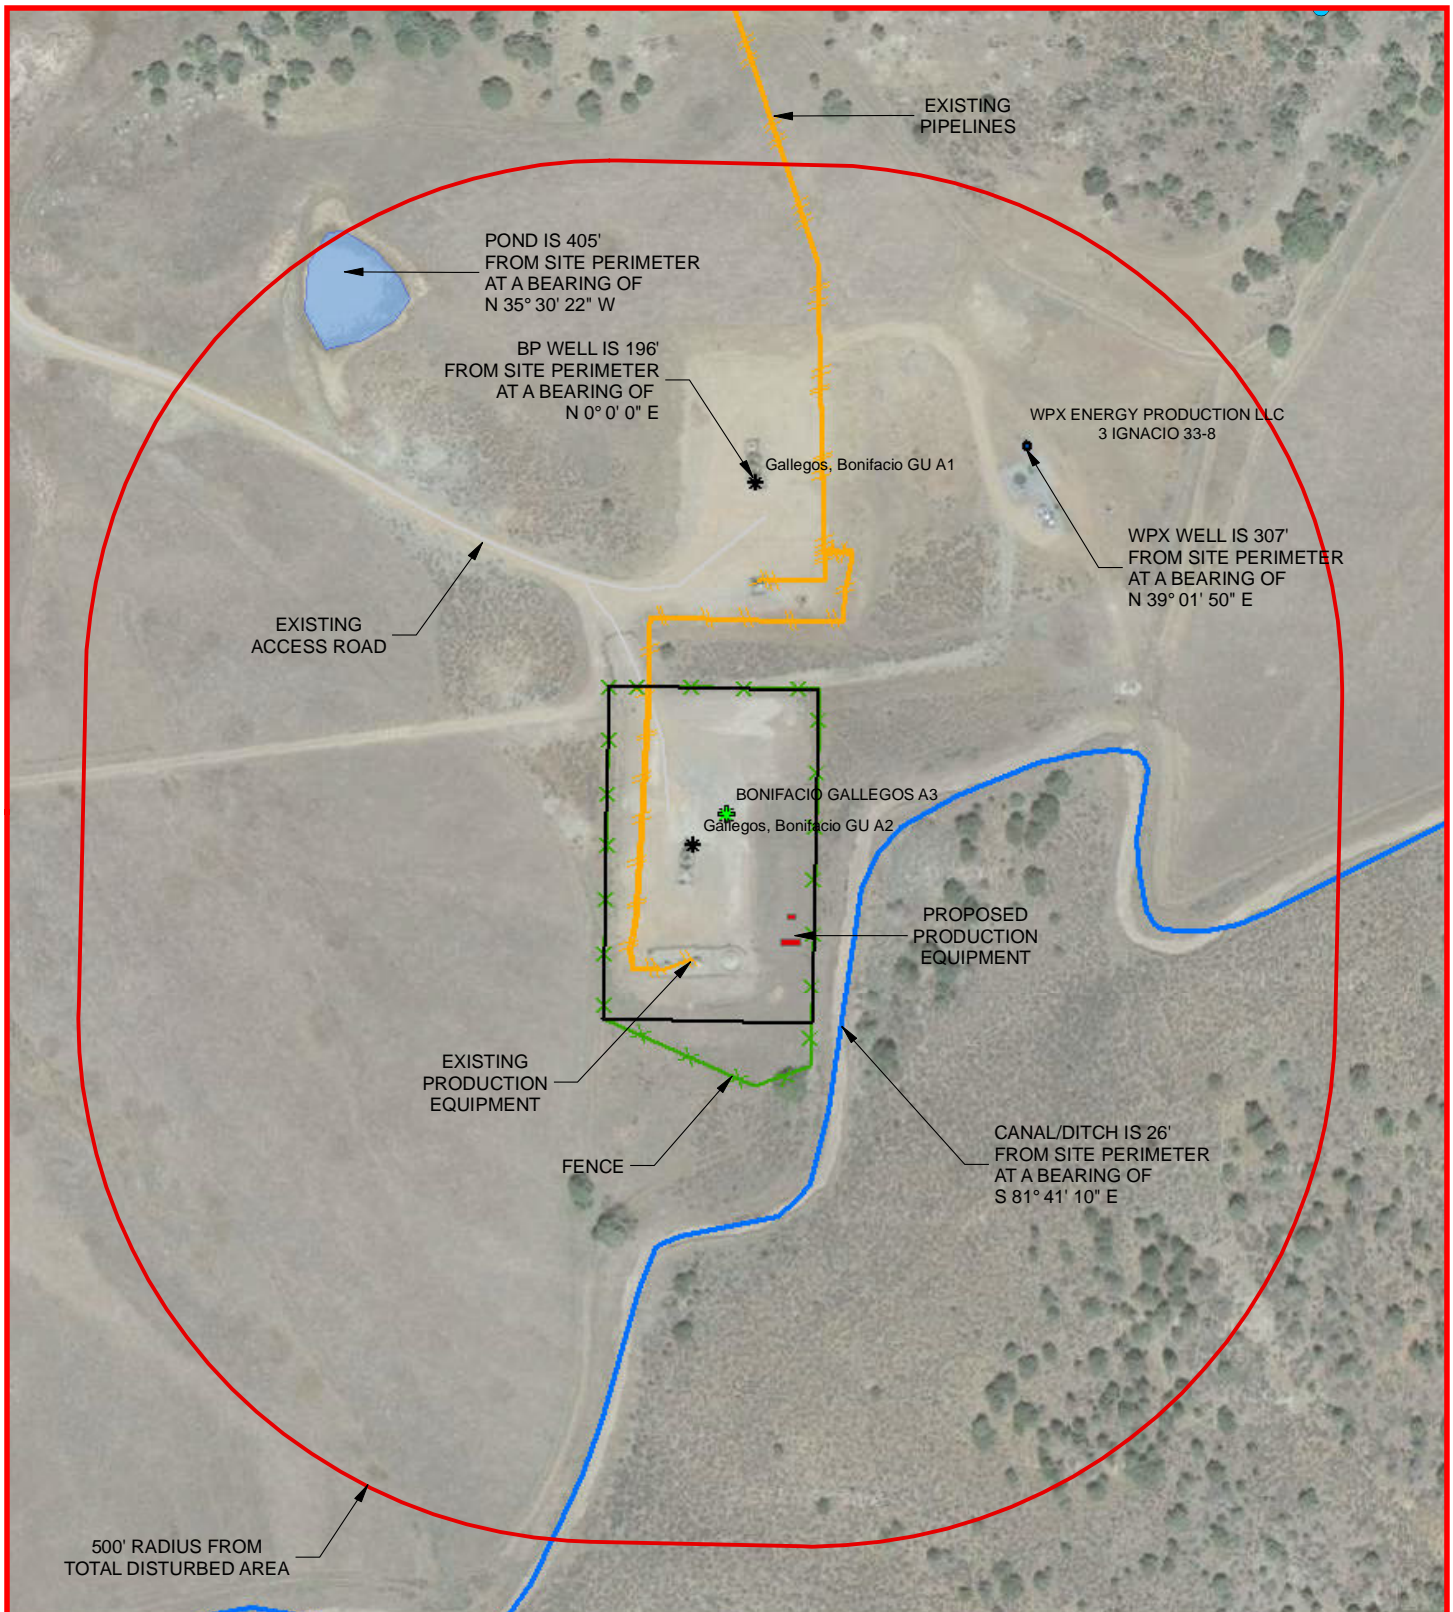 EXISTING
PIPELINES
POND IS 405'
FROM SITE PERIMETER
AT A BEARING OF
N 35° 30' 22" W
BP WELL IS 196'
FROM SITE PERIMETER
AT A BEARING OF
N 0° 0' 0" E
WPX ENERGY PRODUCTION LLC
3 IGNACIO 33-8
Gallegos, Bonifacio GU A1
WPX WELL IS 307'
FROM SITE PERIMETER
AT A BEARING OF
N 39° 01' 50" E
EXISTING
ACCESS ROAD
BONIFACIO GALLEGOS A3
Gallegos, Bonifacio GU A2
PROPOSED
PRODUCTION
EQUIPMENT
EXISTING
PRODUCTION
EQUIPMENT
CANAL/DITCH IS 26'
FROM SITE PERIMETER
AT A BEARING OF
S 81° 41' 10" E
FENCE
500' RADIUS FROM
TOTAL DISTURBED AREA